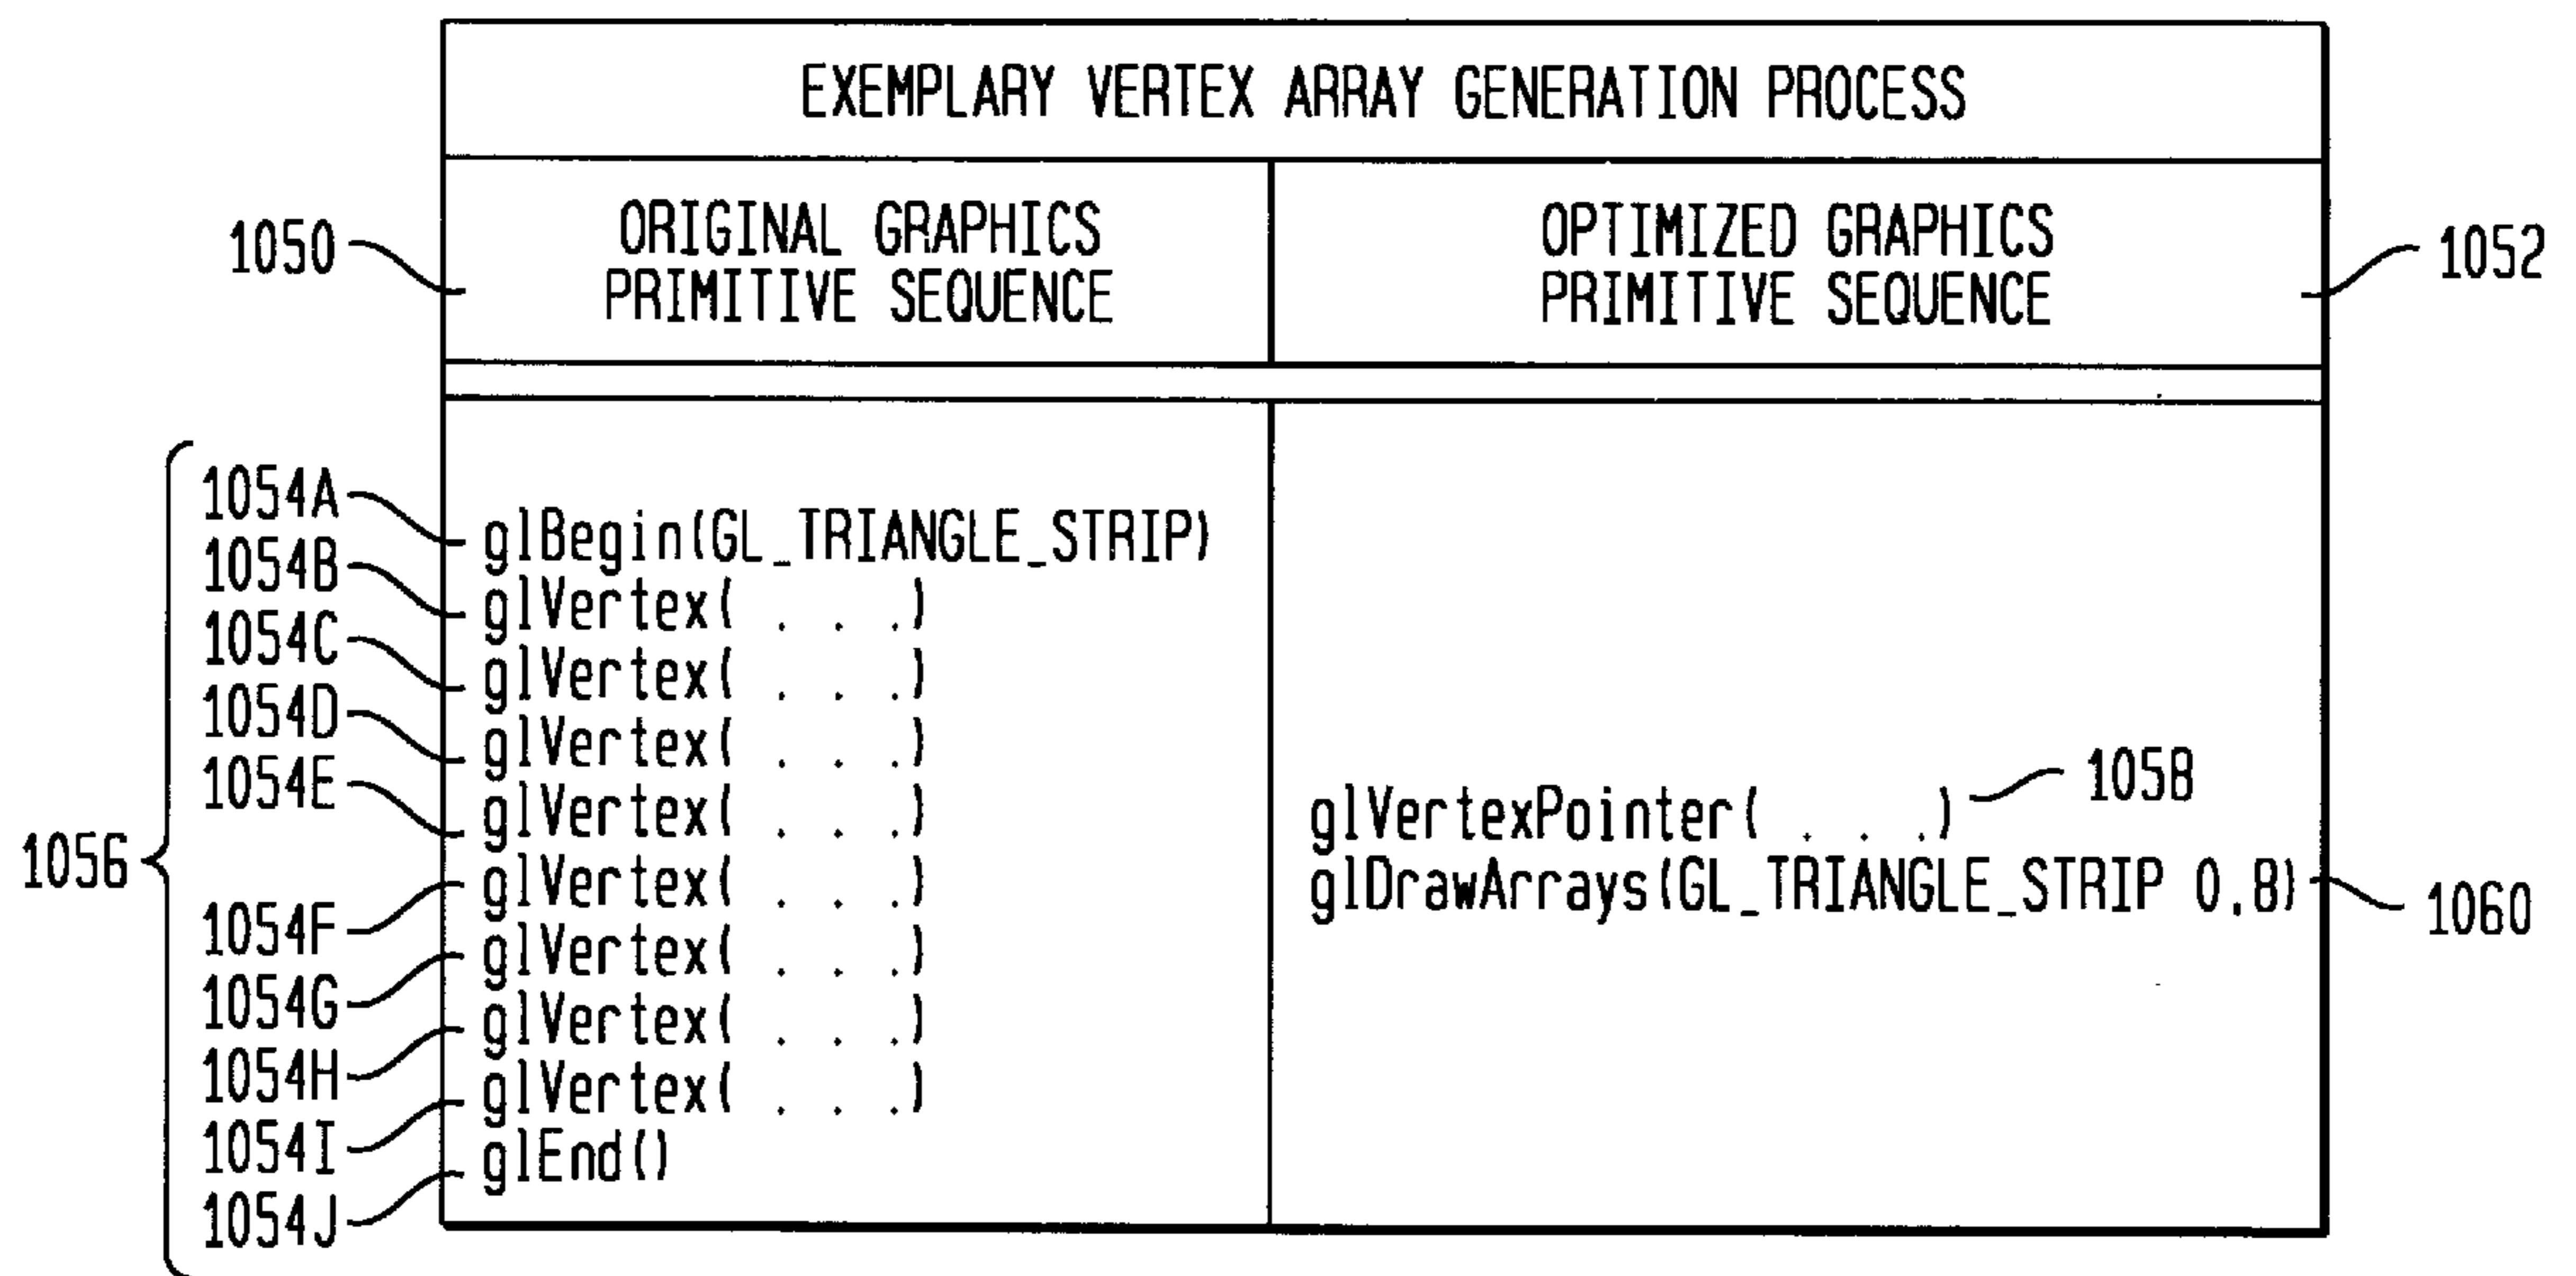 EXEMPLARY VERTEX ARRAY GENERATION PROCESS
1050
ORIGINAL GRAPHICS
PRIMITIVE SEQUENCE
OPTIMIZED GRAPHICS
PRIMITIVE SEQUENCE
1052
1056
1054A
glBegin(GL_TRIANGLE_STRIP)
1054B
glVertex( . . .)
1054C
glVertex( . . .)
1054D
glVertex( . . .)
1054E
glVertex( . . .)
1054F
glVertex( . . .)
1054G
glVertex( . . .)
1054H
glVertex( . . .)
1054I
glVertex( . . .)
1054J
glEnd()
glVertexPointer( . . .)
1058
glDrawArrays(GL_TRIANGLE_STRIP 0,8)
1060